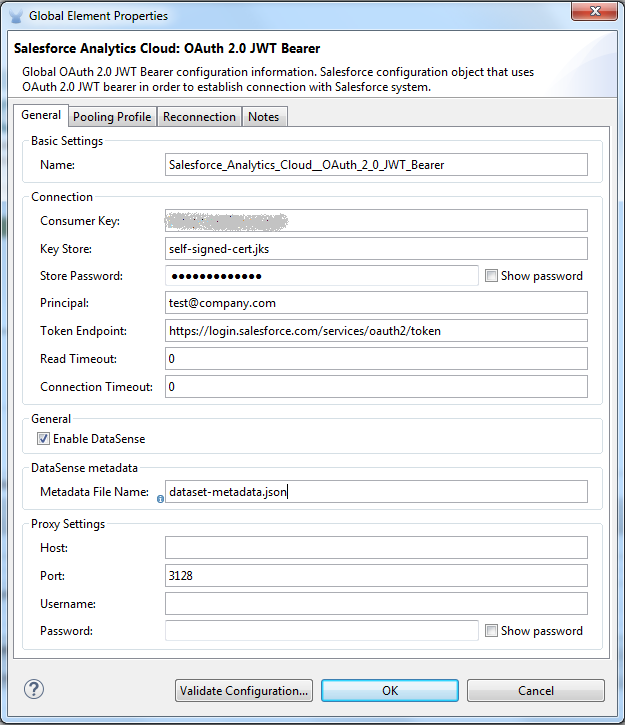 Global Element Properties
Salesforce Analytics Cloud: OAuth 2.0 JWT Bearer
Global OAuth 2.0 JWT Bearer configuration information. Salesforce configuration object that uses
OAuth 2.0 JWT bearer in order to establish connection with Salesforce system.
General Pooling Profile Reconnection Notes
Basic Settings
Name: Salesforce_Analytics_Cloud__OAuth_2_0_JWT_Bearer
Connection
Consumer Key:
Key Store: self-signed-cert.jks
Store Password: ●●●●●●●●●●●●● Show password
Principal: test@company.com
Token Endpoint: https://login.salesforce.com/services/oauth2/token
Read Timeout: 0
Connection Timeout: 0
General
Enable DataSense
DataSense metadata
Metadata File Name: dataset-metadata.json
Proxy Settings
Host:
Port: 3128
Username:
Password: Show password
Validate Configuration... OK Cancel